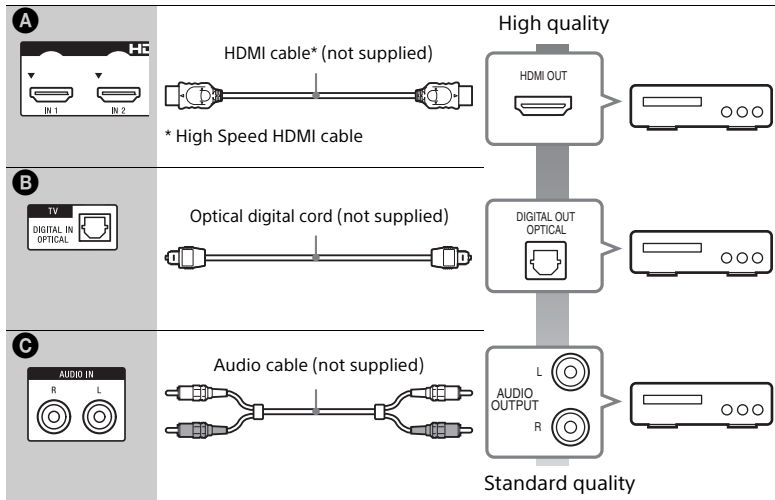 A
HD
IN 1
IN 2
HDMI cable* (not supplied)
* High Speed HDMI cable
High quality
HDMI OUT
B
TV
DIGITAL IN
OPTICAL
Optical digital cord (not supplied)
DIGITAL OUT
OPTICAL
C
AUDIO IN
R L
Audio cable (not supplied)
L
AUDIO
OUTPUT
R
Standard quality